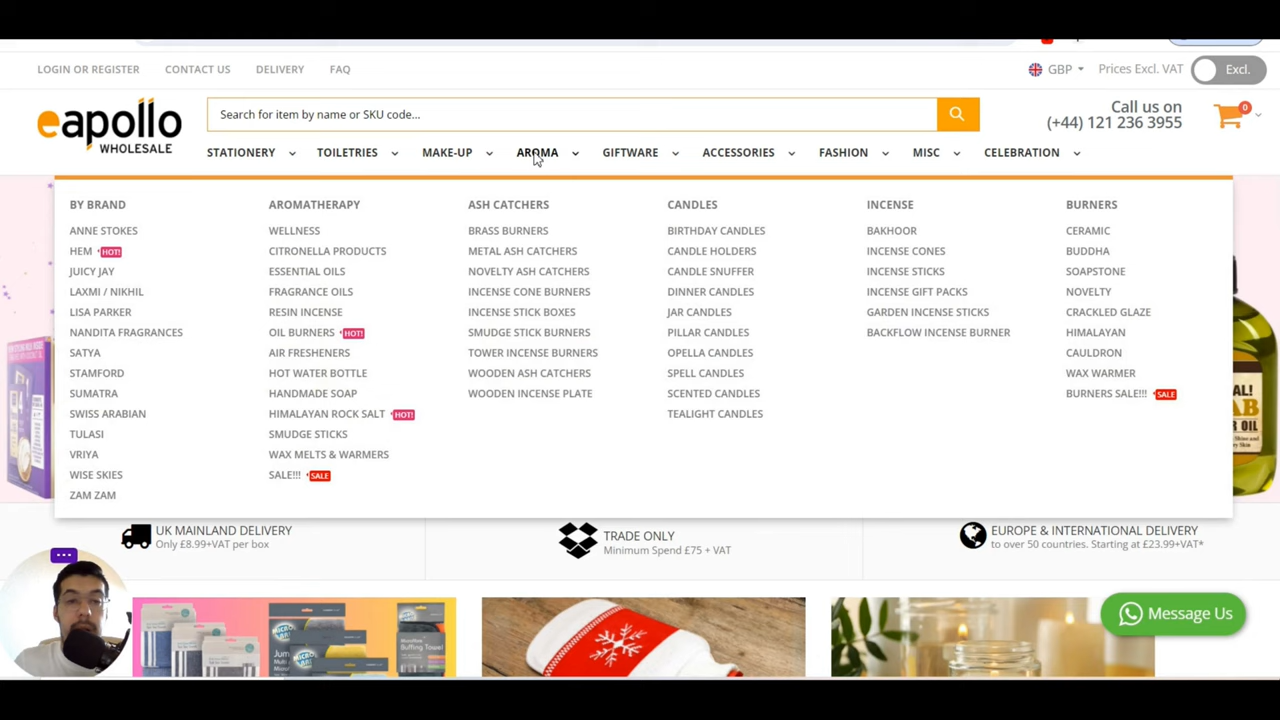 LOGIN OR REGISTER CONTACT US DELIVERY FAQ GBP Prices Excl. VAT Excl.
eapollo
WHOLESALE
Search for item by name or SKU code...
Call us on
(+44) 121 236 3955
0
STATIONERY TOILETRIES MAKE-UP AROMA GIFTWARE ACCESSORIES FASHION MISC CELEBRATION
BY BRAND
ANNE STOKES
HEM HOT!
JUICY JAY
LAXMI / NIKHIL
LISA PARKER
NANDITA FRAGRANCES
SATYA
STAMFORD
SUMATRA
SWISS ARABIAN
TULASI
VRIYA
WISE SKIES
ZAM ZAM
AROMATHERAPY
WELLNESS
CITRONELLA PRODUCTS
ESSENTIAL OILS
FRAGRANCE OILS
RESIN INCENSE
OIL BURNERS HOT!
AIR FRESHENERS
HOT WATER BOTTLE
HANDMADE SOAP
HIMALAYAN ROCK SALT HOT!
SMUDGE STICKS
WAX MELTS & WARMERS
SALE!!! SALE
ASH CATCHERS
BRASS BURNERS
METAL ASH CATCHERS
NOVELTY ASH CATCHERS
INCENSE CONE BURNERS
INCENSE STICK BOXES
SMUDGE STICK BURNERS
TOWER INCENSE BURNERS
WOODEN ASH CATCHERS
WOODEN INCENSE PLATE
CANDLES
BIRTHDAY CANDLES
CANDLE HOLDERS
CANDLE SNUFFER
DINNER CANDLES
JAR CANDLES
PILLAR CANDLES
OPELLA CANDLES
SPELL CANDLES
SCENTED CANDLES
TEALIGHT CANDLES
INCENSE
BAKHOOR
INCENSE CONES
INCENSE STICKS
INCENSE GIFT PACKS
GARDEN INCENSE STICKS
BACKFLOW INCENSE BURNER
BURNERS
CERAMIC
BUDDHA
SOAPSTONE
NOVELTY
CRACKLED GLAZE
HIMALAYAN
CAULDRON
WAX WARMER
BURNERS SALE!!! SALE
UK MAINLAND DELIVERY
Only £8.99+VAT per box
TRADE ONLY
Minimum Spend £75 + VAT
EUROPE & INTERNATIONAL DELIVERY
to over 50 countries. Starting at £23.99+VAT*
Message Us